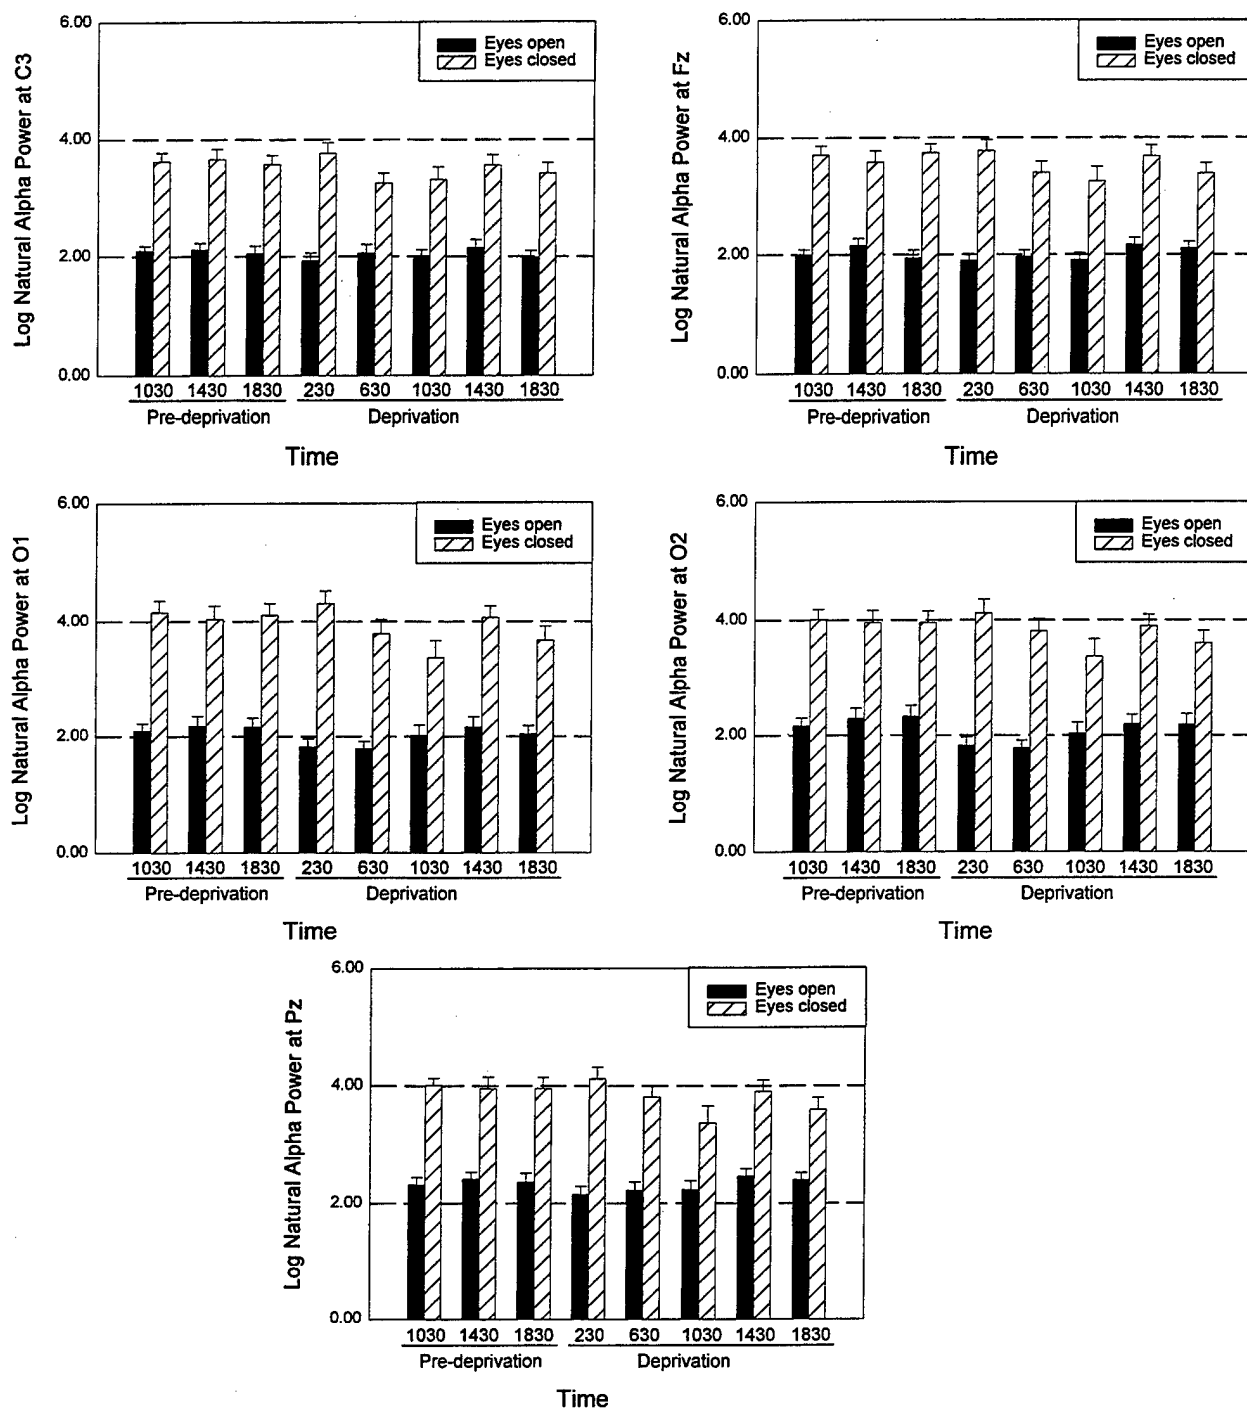 6.00
4.00
2.00
0.00
Log Natural Alpha Power at C3
Eyes open
Eyes closed
1030 1430 1830 230 630 1030 1430 1830
Pre-deprivation Deprivation
Time
6.00
4.00
2.00
0.00
Log Natural Alpha Power at Fz
Eyes open
Eyes closed
1030 1430 1830 230 630 1030 1430 1830
Pre-deprivation Deprivation
Time
6.00
4.00
2.00
0.00
Log Natural Alpha Power at O1
Eyes open
Eyes closed
1030 1430 1830 230 630 1030 1430 1830
Pre-deprivation Deprivation
Time
6.00
4.00
2.00
0.00
Log Natural Alpha Power at O2
Eyes open
Eyes closed
1030 1430 1830 230 630 1030 1430 1830
Pre-deprivation Deprivation
Time
6.00
4.00
2.00
0.00
Log Natural Alpha Power at Pz
Eyes open
Eyes closed
1030 1430 1830 230 630 1030 1430 1830
Pre-deprivation Deprivation
Time